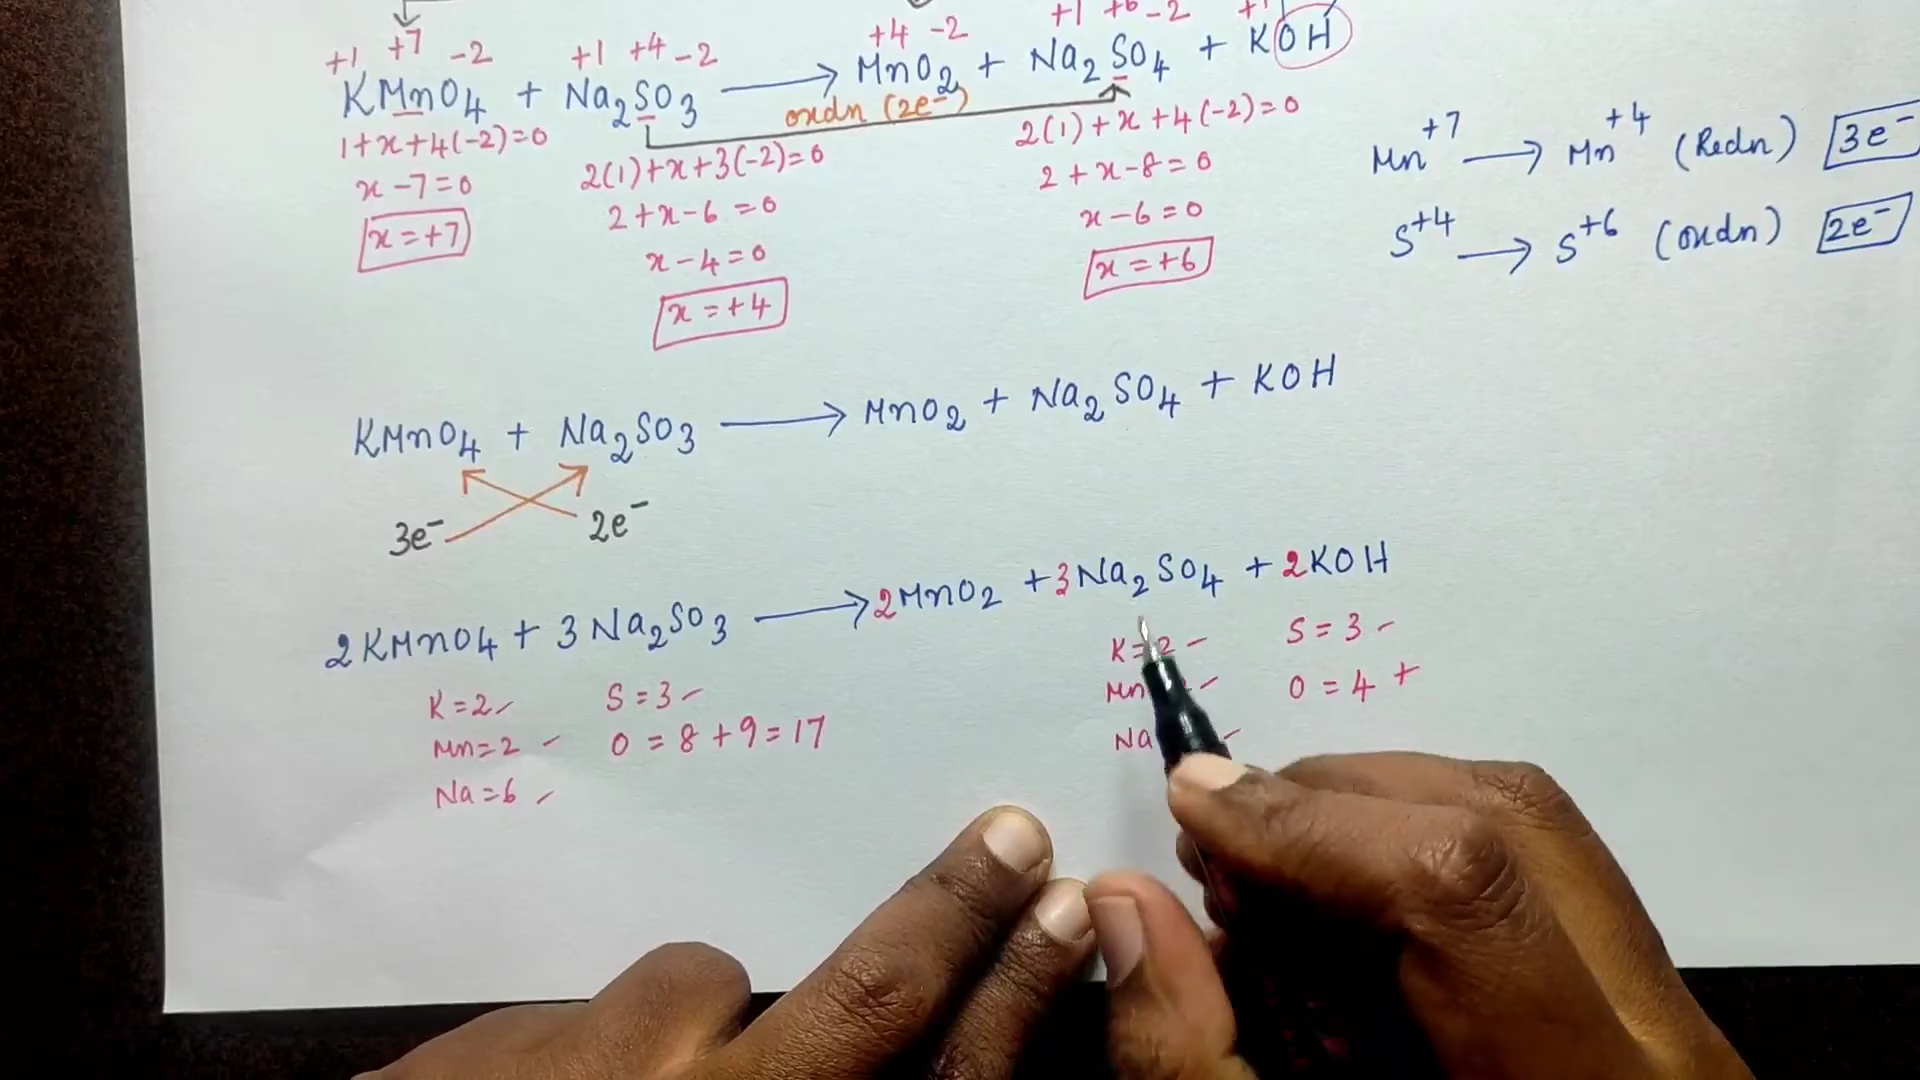 +1 +7 -2 +1 +4 -2 +4 -2 +1 +6 -2 +1
KMnO4 + Na2SO3 ⟶ MnO2 + Na2SO4 + KOH
oxdn (2e⁻)
1+x+4(-2)=0
x-7=0
x=+7
2(1)+x+3(-2)=0
2+x-6=0
x-4=0
x=+4
2(1)+x+4(-2)=0
2+x-8=0
x-6=0
x=+6
Mn⁺⁷ ⟶ Mn⁺⁴ (Redn) 3e⁻
S⁺⁴ ⟶ S⁺⁶ (oxdn) 2e⁻
KMnO4 + Na2SO3 ⟶ MnO2 + Na2SO4 + KOH
3e⁻ 2e⁻
2KMnO4 + 3Na2SO3 ⟶ 2MnO2 + 3Na2SO4 + 2KOH
K=2 S=3
Mn=2 O=8+9=17
Na=6
K=2 S=3
Mn O=4+
Na